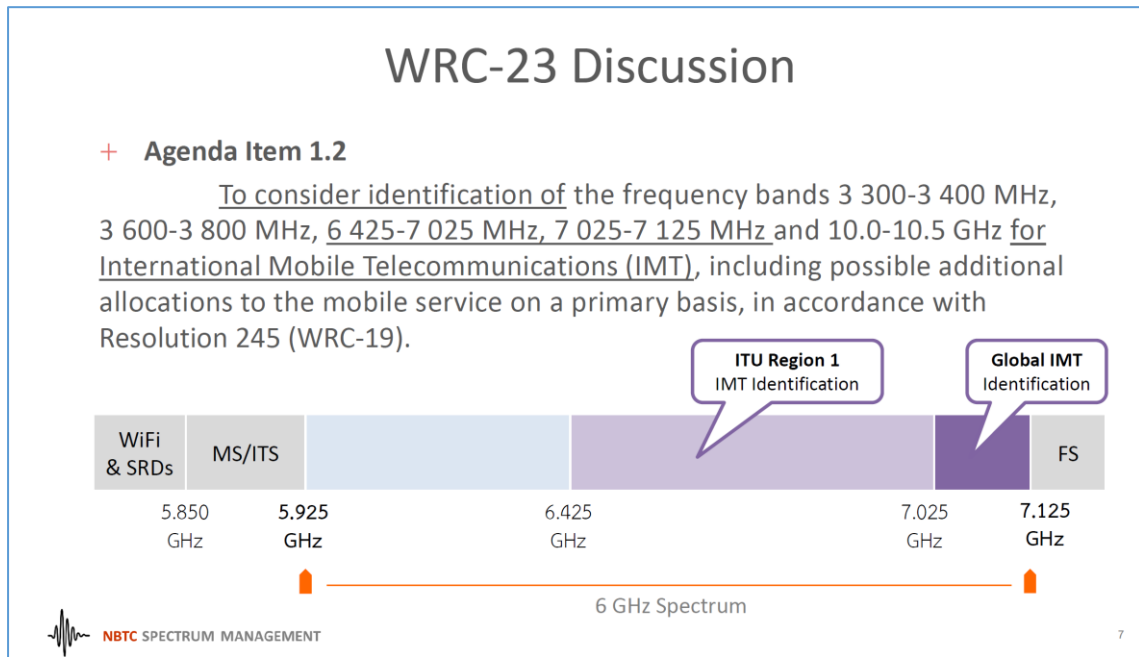 WRC-23 Discussion
+ Agenda Item 1.2
To consider identification of the frequency bands 3 300-3 400 MHz,
3 600-3 800 MHz, 6 425-7 025 MHz, 7 025-7 125 MHz and 10.0-10.5 GHz for
International Mobile Telecommunications (IMT), including possible additional
allocations to the mobile service on a primary basis, in accordance with
Resolution 245 (WRC-19).
ITU Region 1
IMT Identification
Global IMT
Identification
WiFi
& SRDs
MS/ITS
FS
5.850
GHz
5.925
GHz
6.425
GHz
7.025
GHz
7.125
GHz
6 GHz Spectrum
NBTC SPECTRUM MANAGEMENT
7